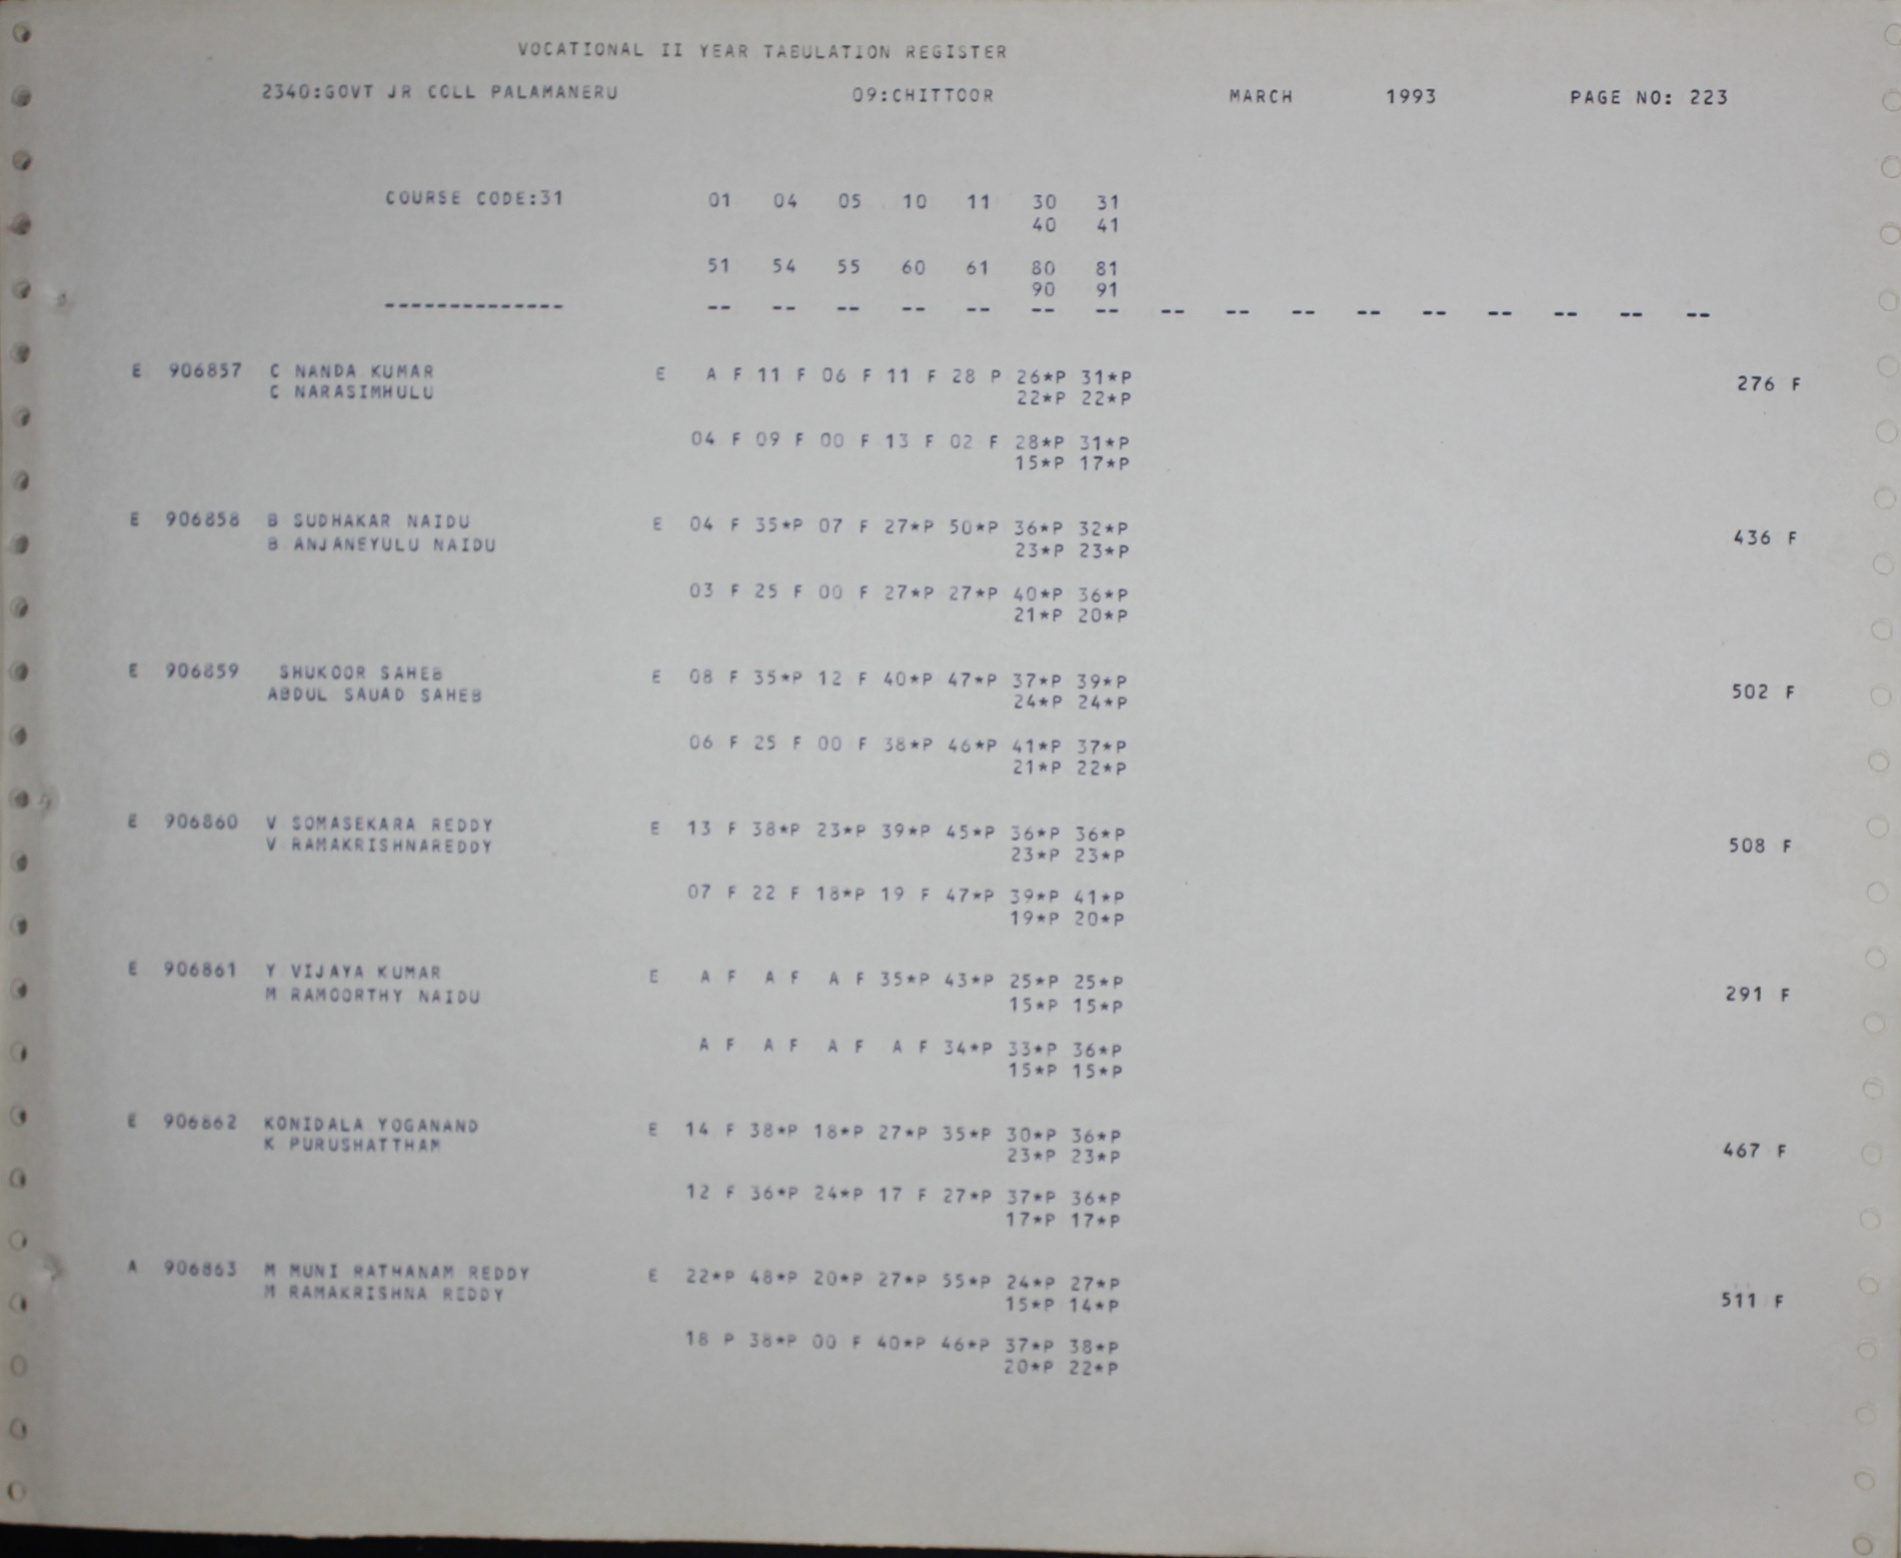 VOCATIONAL II YEAR TABULATION REGISTER
2340:GOVT JR COLL PALAMANERU 09:CHITTOOR MARCH 1993 PAGE NO: 223
COURSE CODE:31 01 04 05 10 11 30 31
40 41
51 54 55 60 61 80 81
90 91
-------------- -- -- -- -- -- -- -- -- -- -- -- -- -- -- -- --
E 906857 C NANDA KUMAR E A F 11 F 06 F 11 F 28 P 26*P 31*P 276 F
C NARASIMHULU 22*P 22*P
04 F 09 F 00 F 13 F 02 F 28*P 31*P
15*P 17*P
E 906858 B SUDHAKAR NAIDU E 04 F 35*P 07 F 27*P 50*P 36*P 32*P 436 F
B ANJANEYULU NAIDU 23*P 23*P
03 F 25 F 00 F 27*P 27*P 40*P 36*P
21*P 20*P
E 906859 SHUKOOR SAHEB E 08 F 35*P 12 F 40*P 47*P 37*P 39*P 502 F
ABDUL SAUAD SAHEB 24*P 24*P
06 F 25 F 00 F 38*P 46*P 41*P 37*P
21*P 22*P
E 906860 V SOMASEKARA REDDY E 13 F 38*P 23*P 39*P 45*P 36*P 36*P 508 F
V RAMAKRISHNAREDDY 23*P 23*P
07 F 22 F 18*P 19 F 47*P 39*P 41*P
19*P 20*P
E 906861 Y VIJAYA KUMAR E A F A F A F 35*P 43*P 25*P 25*P 291 F
M RAMOORTHY NAIDU 15*P 15*P
A F A F A F A F 34*P 33*P 36*P
15*P 15*P
E 906862 KONIDALA YOGANAND E 14 F 38*P 18*P 27*P 35*P 30*P 36*P 467 F
K PURUSHATTHAM 23*P 23*P
12 F 36*P 24*P 17 F 27*P 37*P 36*P
17*P 17*P
A 906863 M MUNI RATHANAM REDDY E 22*P 48*P 20*P 27*P 55*P 24*P 27*P 511 F
M RAMAKRISHNA REDDY 15*P 14*P
18 P 38*P 00 F 40*P 46*P 37*P 38*P
20*P 22*P